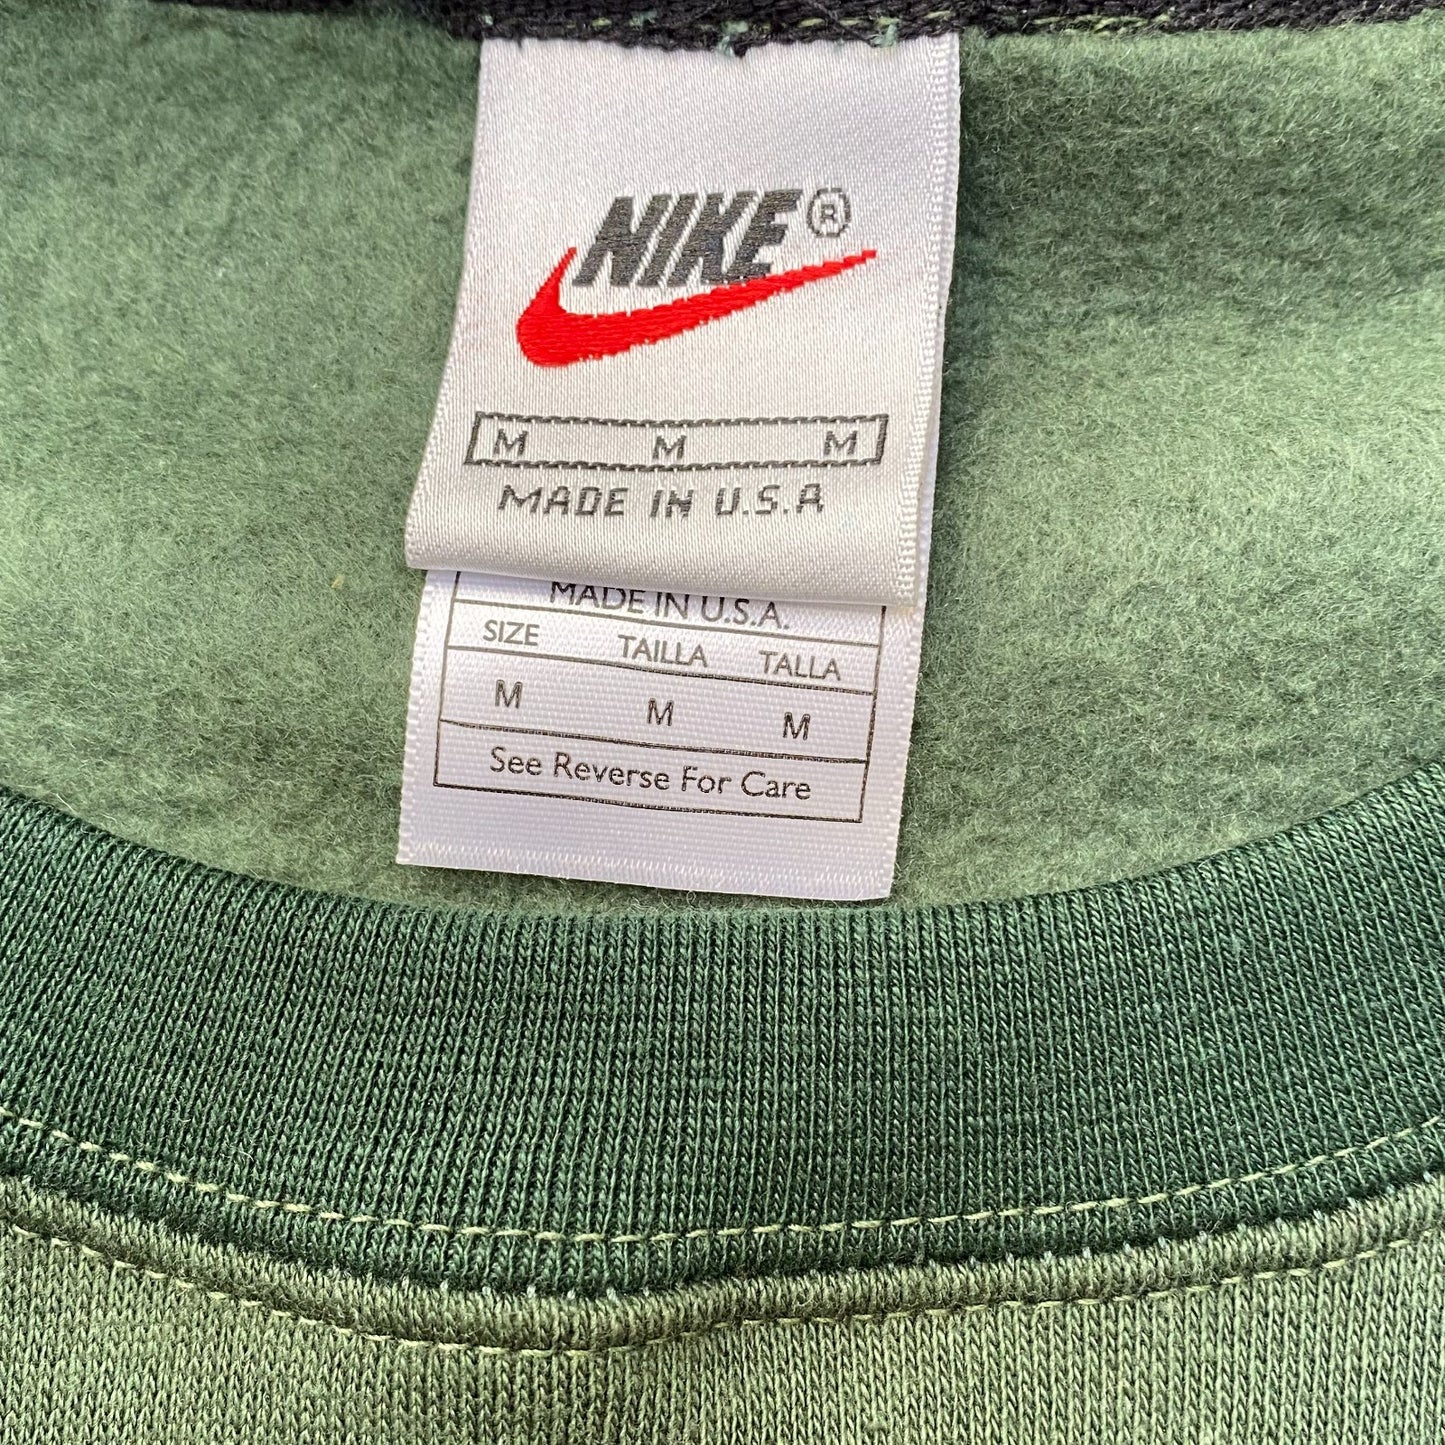 NIKE®
M M M
MADE IN U.S.A
MADE IN U.S.A.
SIZE TAILLA TALLA
M M M
See Reverse For Care